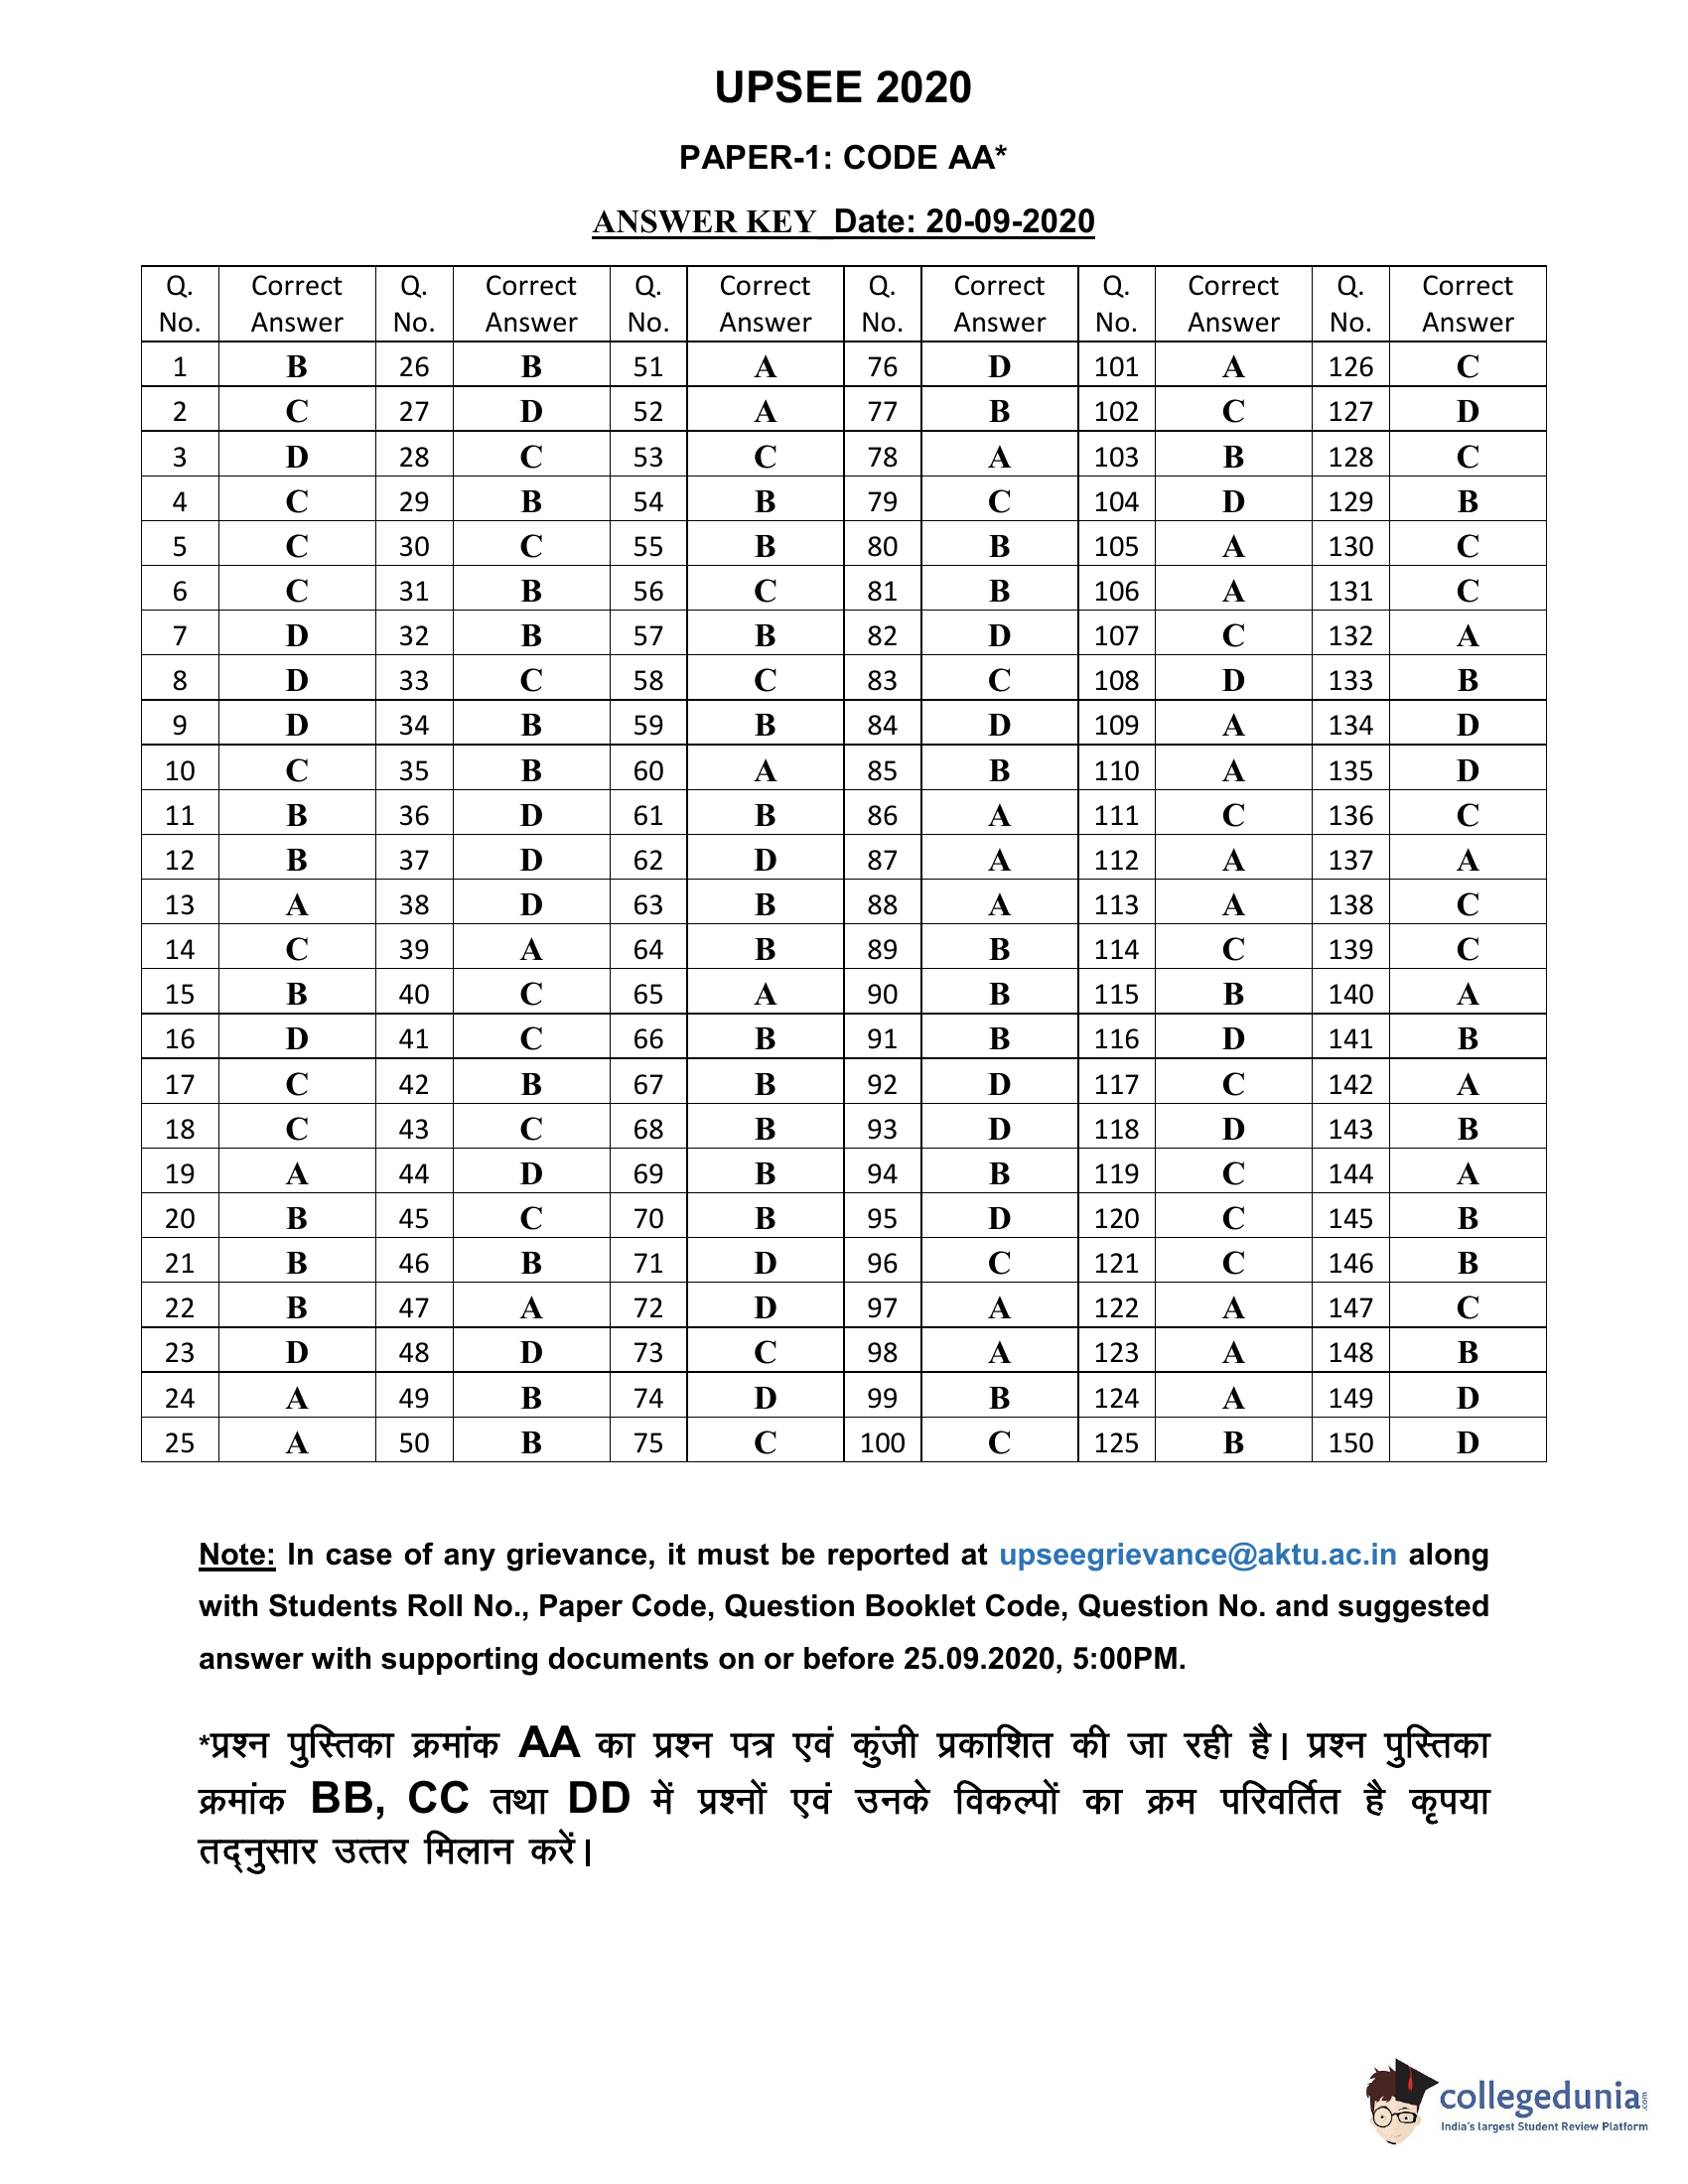 UPSEE 2020
PAPER-1: CODE AA*
ANSWER KEY Date: 20-09-2020
Q. No. Correct Answer Q. No. Correct Answer Q. No. Correct Answer Q. No. Correct Answer Q. No. Correct Answer Q. No. Correct Answer
1 B 26 B 51 A 76 D 101 A 126 C
2 C 27 D 52 A 77 B 102 C 127 D
3 D 28 C 53 C 78 A 103 B 128 C
4 C 29 B 54 B 79 C 104 D 129 B
5 C 30 C 55 B 80 B 105 A 130 C
6 C 31 B 56 C 81 B 106 A 131 C
7 D 32 B 57 B 82 D 107 C 132 A
8 D 33 C 58 C 83 C 108 D 133 B
9 D 34 B 59 B 84 D 109 A 134 D
10 C 35 B 60 A 85 B 110 A 135 D
11 B 36 D 61 B 86 A 111 C 136 C
12 B 37 D 62 D 87 A 112 A 137 A
13 A 38 D 63 B 88 A 113 A 138 C
14 C 39 A 64 B 89 B 114 C 139 C
15 B 40 C 65 A 90 B 115 B 140 A
16 D 41 C 66 B 91 B 116 D 141 B
17 C 42 B 67 B 92 D 117 C 142 A
18 C 43 C 68 B 93 D 118 D 143 B
19 A 44 D 69 B 94 B 119 C 144 A
20 B 45 C 70 B 95 D 120 C 145 B
21 B 46 B 71 D 96 C 121 C 146 B
22 B 47 A 72 D 97 A 122 A 147 C
23 D 48 D 73 C 98 A 123 A 148 B
24 A 49 B 74 D 99 B 124 A 149 D
25 A 50 B 75 C 100 C 125 B 150 D
Note: In case of any grievance, it must be reported at upseegrievance@aktu.ac.in along
with Students Roll No., Paper Code, Question Booklet Code, Question No. and suggested
answer with supporting documents on or before 25.09.2020, 5:00PM.
*प्रश्न पुस्तिका क्रमांक AA का प्रश्न पत्र एवं कुंजी प्रकाशित की जा रही है। प्रश्न पुस्तिका
क्रमांक BB, CC तथा DD में प्रश्नों एवं उनके विकल्पों का क्रम परिवर्तित है कृपया
तद्नुसार उत्तर मिलान करें।
collegedunia.com
India's largest Student Review Platform